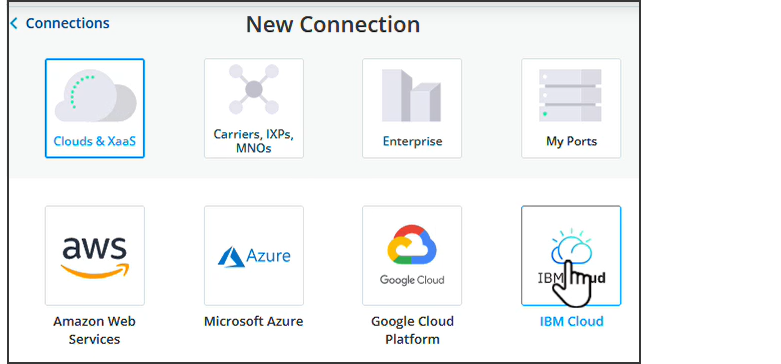 Connections
New Connection
Clouds & XaaS
Carriers, IXPs,
MNOs
Enterprise
My Ports
aws
Azure
Google Cloud
IBM
Amazon Web
Services
Microsoft Azure
Google Cloud
Platform
IBM Cloud